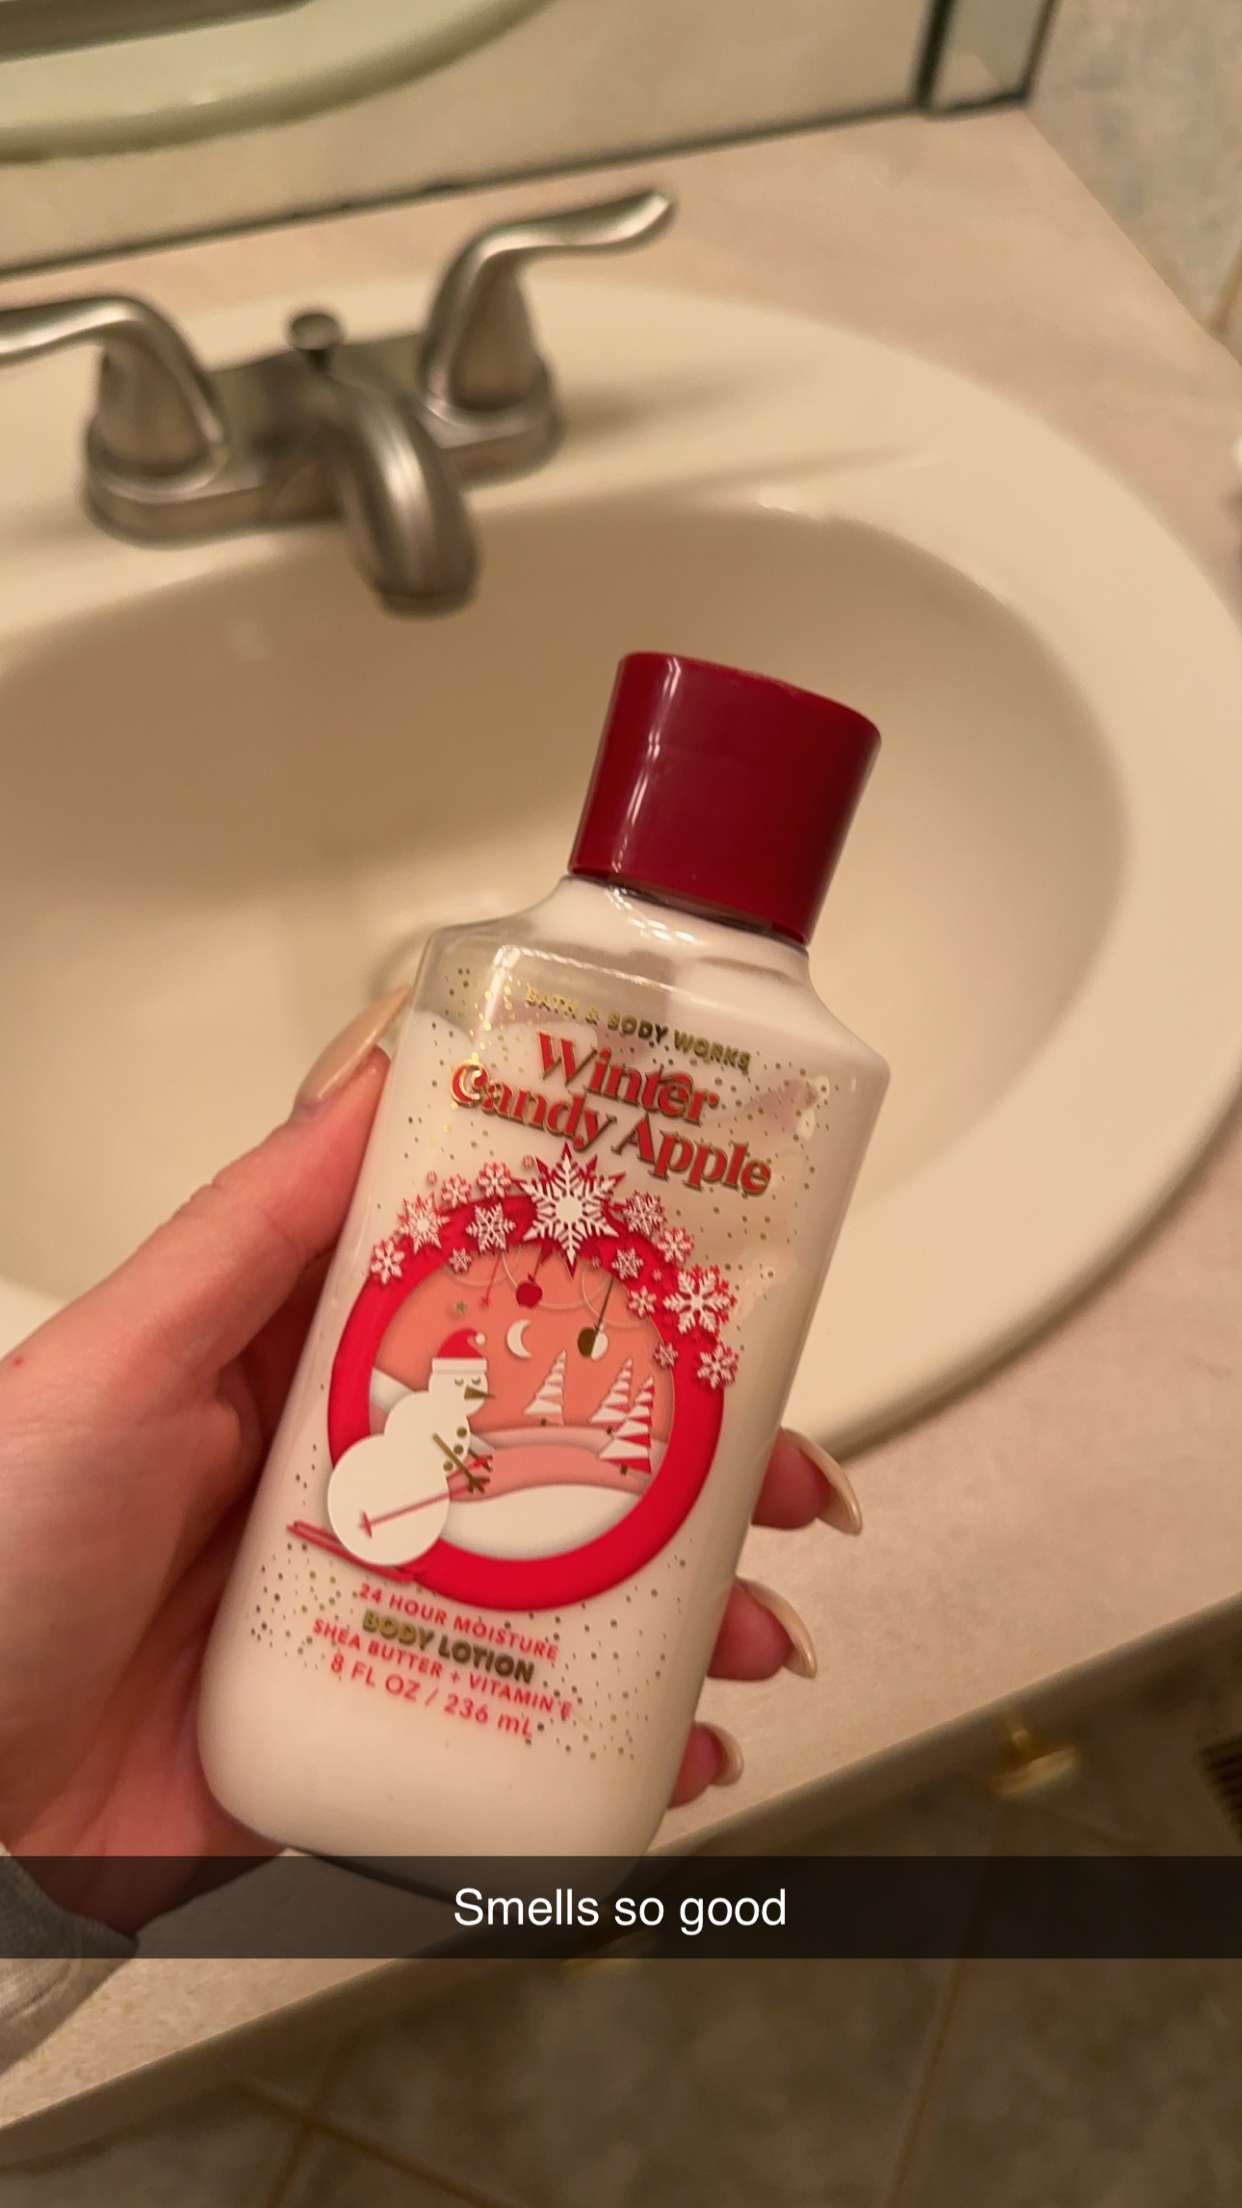 BATH & BODY WORKS
Winter
Candy Apple
24 HOUR MOISTURE
BODY LOTION
SHEA BUTTER + VITAMIN E
8 FL OZ / 236 mL
Smells so good